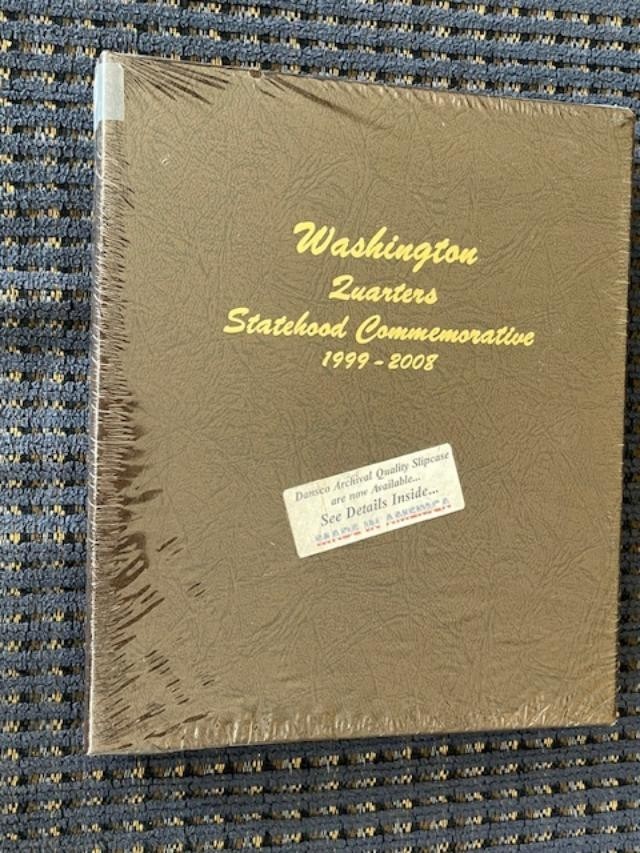 Washington
Quarters
Statehood Commemorative
1999-2008
Dansco Archival Quality Slipcase
are now Available...
See Details Inside...
MADE IN AMERICA